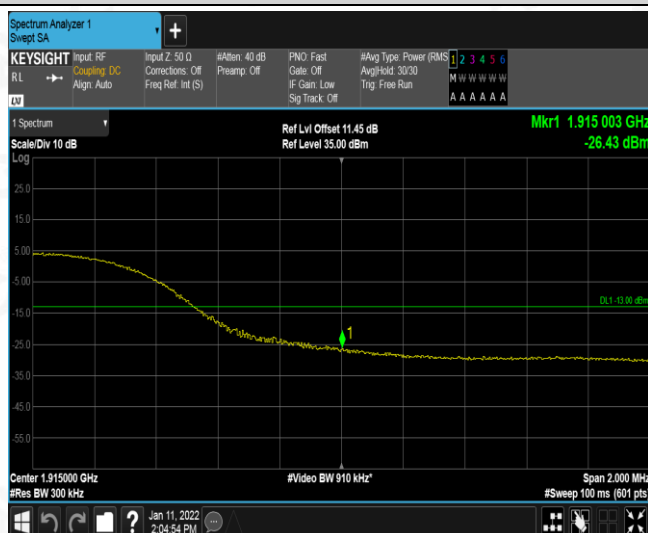 Spectrum Analyzer 1
Swept SA
+
KEYSIGHT
RL
Input: RF
Coupling: DC
Align: Auto
Input Z: 50 Ω
Corrections: Off
Freq Ref: Int (S)
#Atten: 40 dB
Preamp: Off
PNO: Fast
Gate: Off
IF Gain: Low
Sig Track: Off
#Avg Type: Power (RMS
Avg|Hold: 30/30
Trig: Free Run
1 2 3 4 5 6
M W W W W W
A A A A A A
LXI
1 Spectrum
Scale/Div 10 dB
Ref Lvl Offset 11.45 dB
Ref Level 35.00 dBm
Mkr1 1.915 003 GHz
-26.43 dBm
Log
25.0
15.0
5.00
-5.00
DL1 -13.00 dBm
-15.0
1
-25.0
-35.0
-45.0
-55.0
Center 1.915000 GHz
#Video BW 910 kHz*
Span 2.000 MHz
#Res BW 300 kHz
#Sweep 100 ms (601 pts)
?
Jan 11, 2022
2:04:54 PM